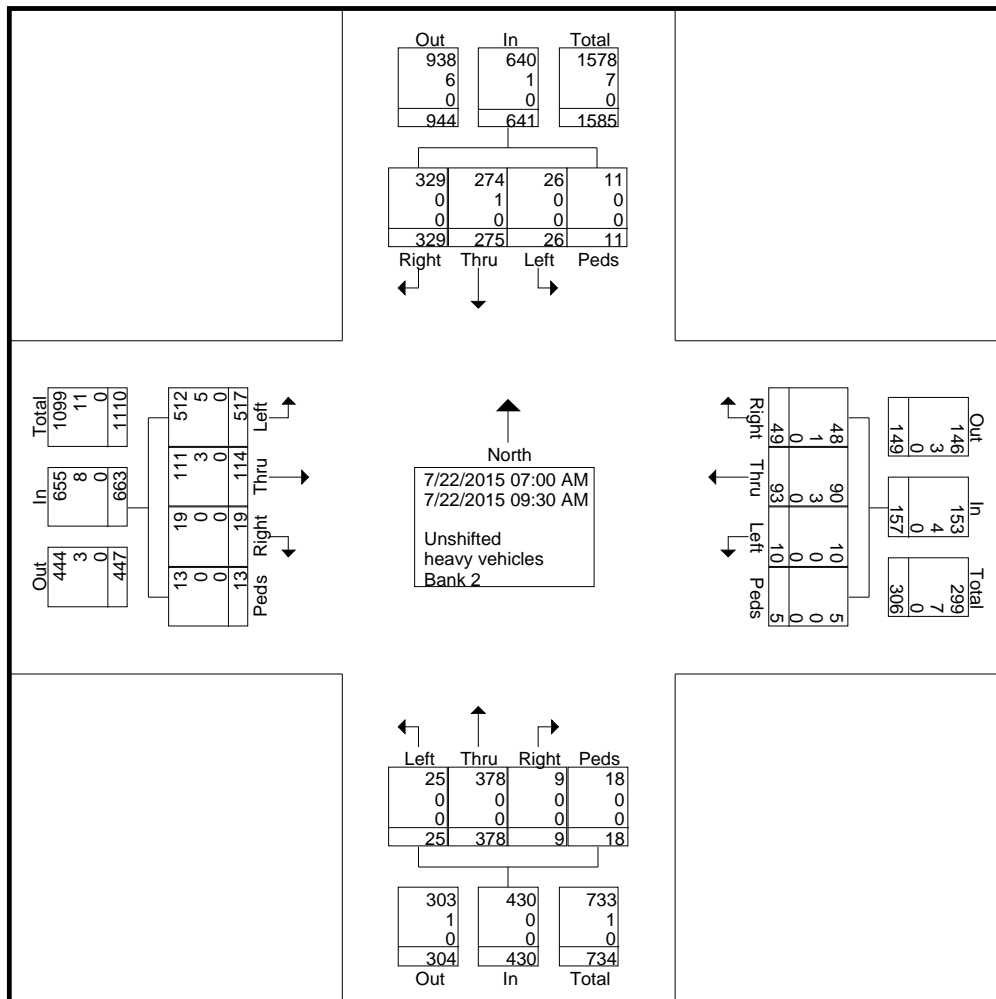 Out In Total
938 640 1578
6 1 7
0 0 0
944 641 1585
329 274 26 11
0 1 0 0
0 0 0 0
329 275 26 11
Right Thru Left Peds
Total
1099
11
0
1110
In
655
8
0
663
Out
444
3
0
447
512
5
0
517
Left
111
3
0
114
Thru
19
0
0
19
Right
13
0
0
13
Peds
North
7/22/2015 07:00 AM
7/22/2015 09:30 AM
Unshifted
heavy vehicles
Bank 2
Right
48
1
0
49
Thru
90
3
0
93
Left
10
0
0
10
Peds
5
0
0
5
Out
146
3
0
149
In
153
4
0
157
Total
299
7
0
306
Left Thru Right Peds
25 378 9 18
0 0 0 0
0 0 0 0
25 378 9 18
303 430 733
1 0 1
0 0 0
304 430 734
Out In Total